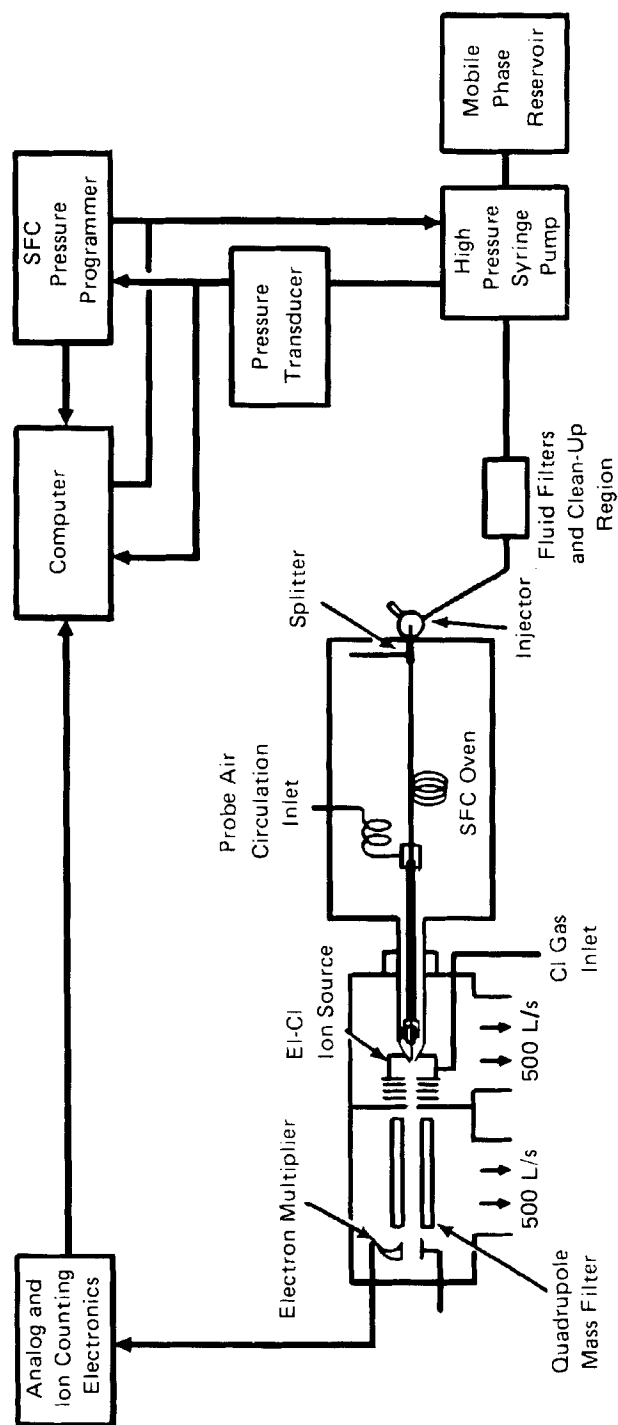 Analog and
Ion Counting
Electronics
Computer
SFC
Pressure
Programmer
Pressure
Transducer
Mobile
Phase
Reservoir
High
Pressure
Syringe
Pump
Fluid Filters
and Clean-Up
Region
Splitter
Injector
Probe Air
Circulation
Inlet
SFC Oven
EI-CI
Ion Source
CI Gas
Inlet
Electron Multiplier
500 L/s
500 L/s
Quadrupole
Mass Filter